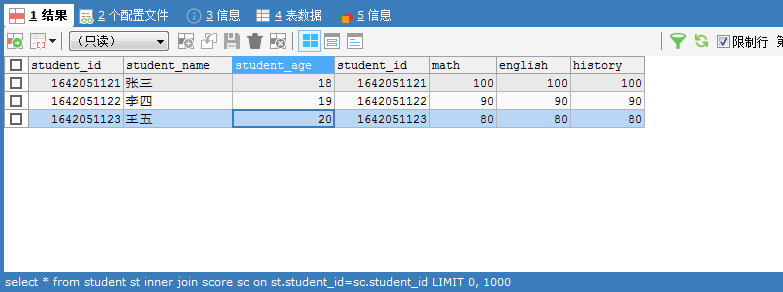 1 结果 2 个配置文件 3 信息 4 表数据 5 信息
（只读） 限制行 第
student_id student_name student_age student_id math english history
1642051121 张三 18 1642051121 100 100 100
1642051122 李四 19 1642051122 90 90 90
1642051123 王五 20 1642051123 80 80 80
select * from student st inner join score sc on st.student_id=sc.student_id LIMIT 0, 1000